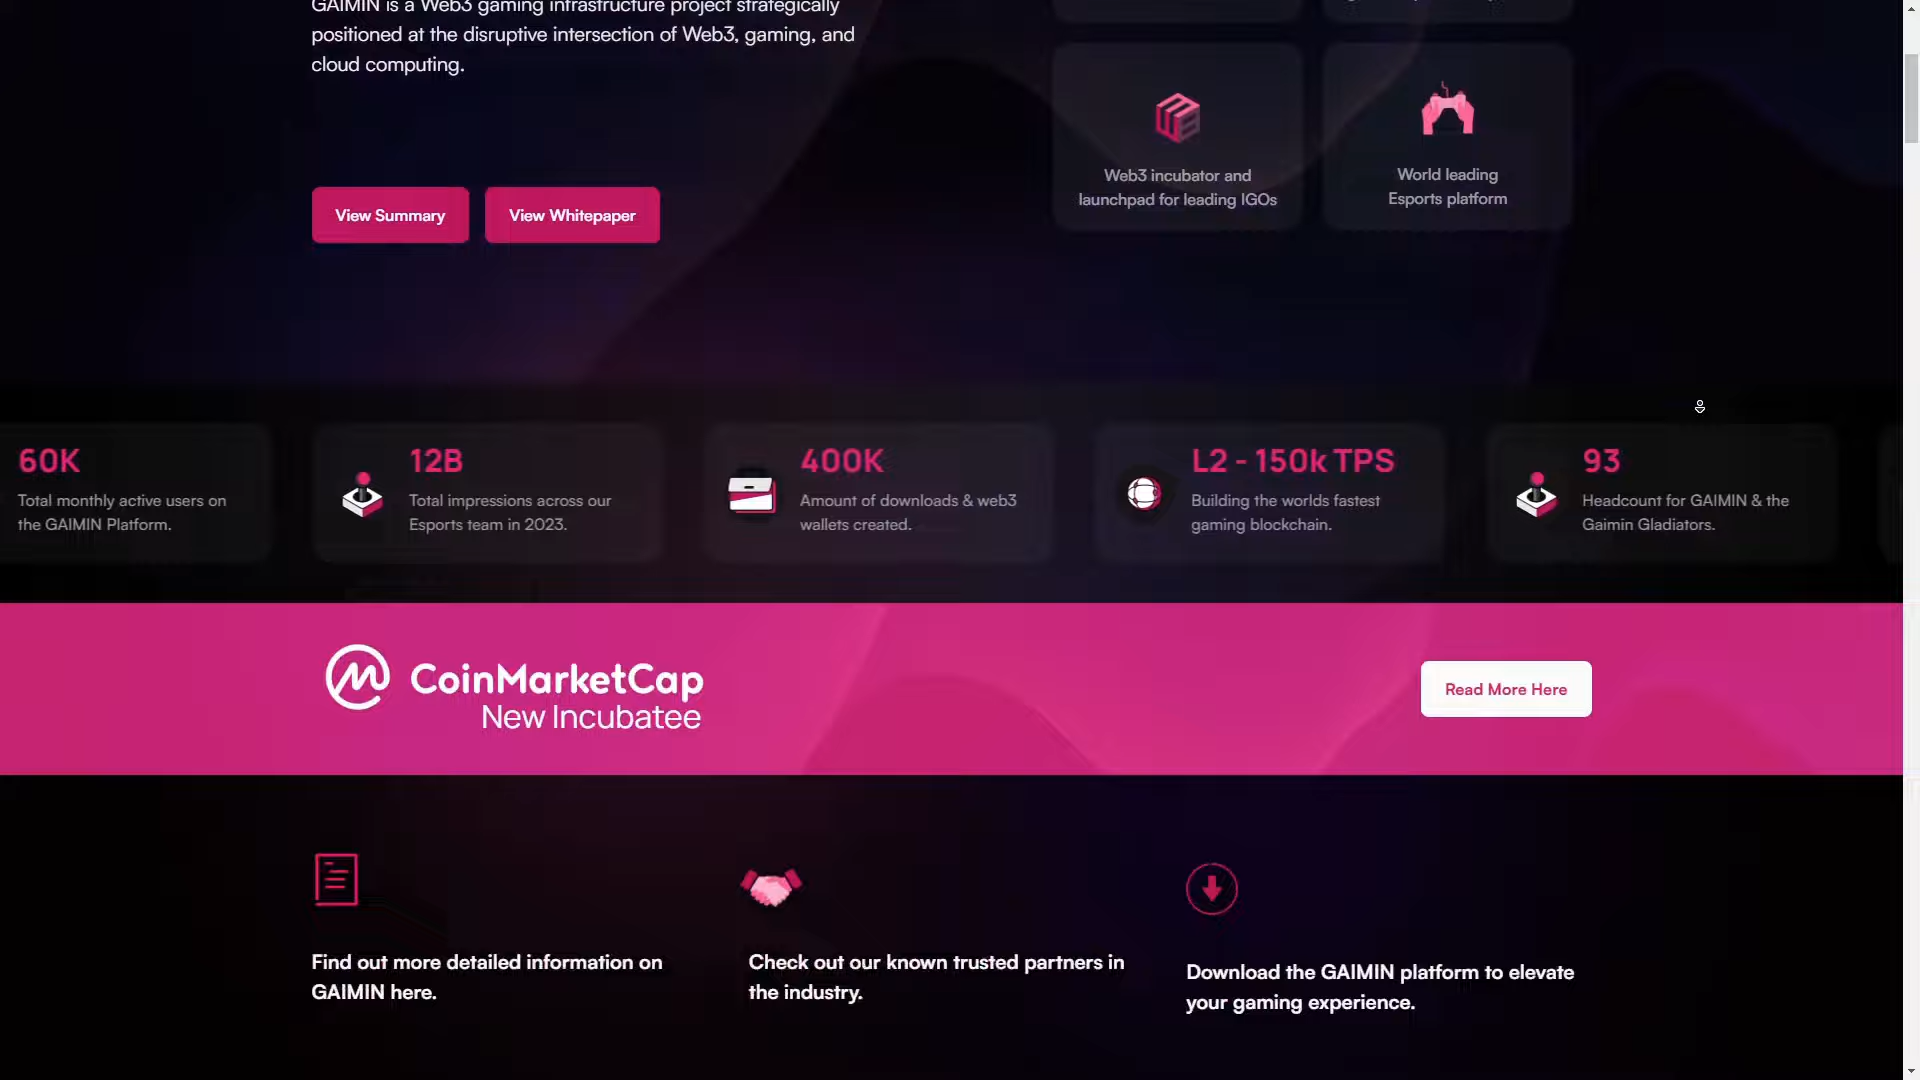 GAIMIN is a Web3 gaming infrastructure project strategically
positioned at the disruptive intersection of Web3, gaming, and
cloud computing.
View Summary
View Whitepaper
Web3 incubator and
launchpad for leading IGOs
World leading
Esports platform
60K
Total monthly active users on
the GAIMIN Platform.
12B
Total impressions across our
Esports team in 2023.
400K
Amount of downloads & web3
wallets created.
L2 - 150k TPS
Building the worlds fastest
gaming blockchain.
93
Headcount for GAIMIN & the
Gaimin Gladiators.
CoinMarketCap
New Incubatee
Read More Here
Find out more detailed information on
GAIMIN here.
Check out our known trusted partners in
the industry.
Download the GAIMIN platform to elevate
your gaming experience.